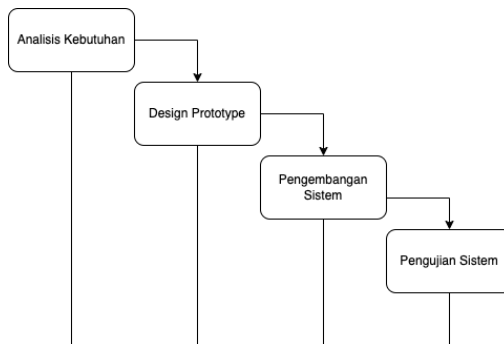 Analisis Kebutuhan
Design Prototype
Pengembangan
Sistem
Pengujian Sistem